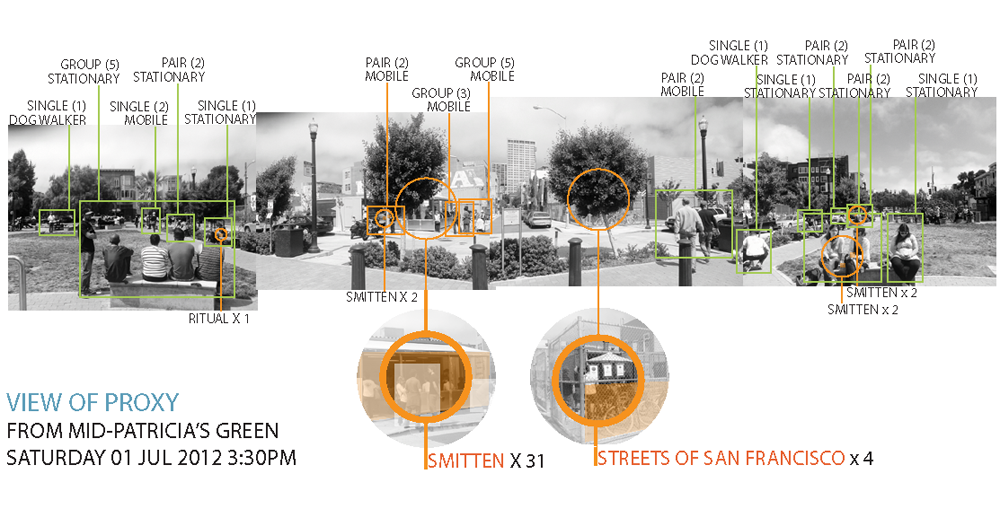 GROUP (5)
STATIONARY
PAIR (2)
STATIONARY
SINGLE (1)
DOG WALKER
SINGLE (2)
MOBILE
SINGLE (1)
STATIONARY
PAIR (2)
MOBILE
GROUP (3)
MOBILE
GROUP (5)
MOBILE
PAIR (2)
MOBILE
SINGLE (1)
DOG WALKER
PAIR (2)
STATIONARY
PAIR (2)
STATIONARY
SINGLE (1)
STATIONARY
PAIR (2)
STATIONARY
SINGLE (1)
STATIONARY
RITUAL X 1
SMITTEN X 2
SMITTEN x 2
SMITTEN x 2
VIEW OF PROXY
FROM MID-PATRICIA'S GREEN
SATURDAY 01 JUL 2012 3:30PM
SMITTEN X 31
STREETS OF SAN FRANCISCO x 4